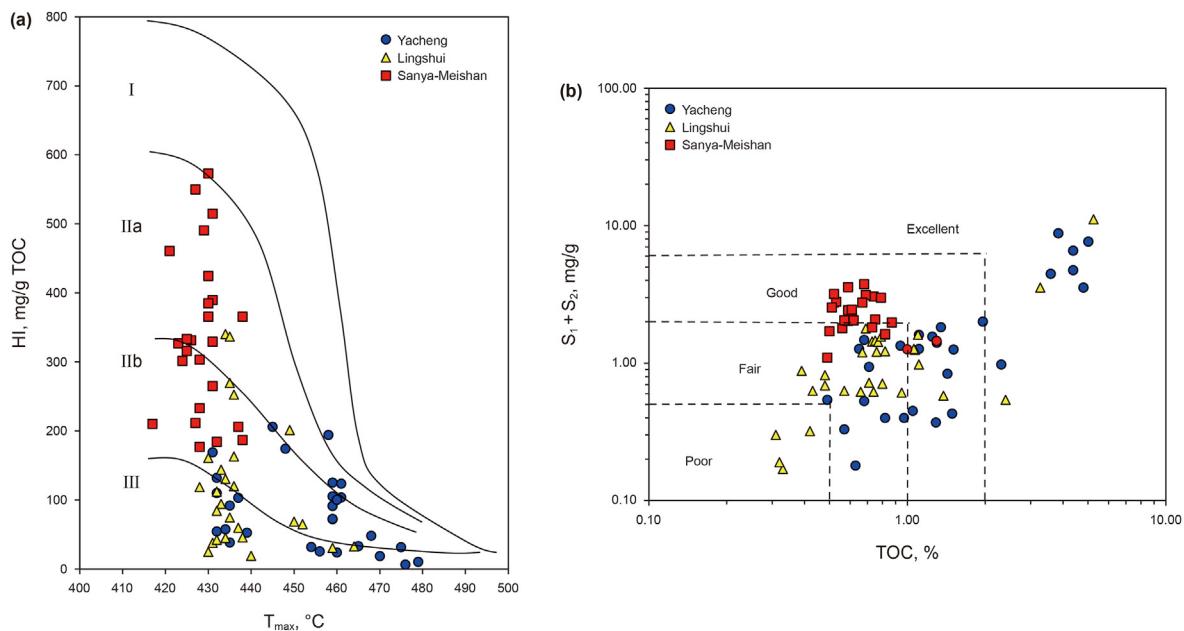 (a)
800
700
600
500
400
300
200
100
0
HI, mg/g TOC
I
IIa
IIb
III
Yacheng
Lingshui
Sanya-Meishan
400 410 420 430 440 450 460 470 480 490 500
Tmax, °C
(b)
100.00
10.00
1.00
0.10
S1 + S2, mg/g
Yacheng
Lingshui
Sanya-Meishan
Excellent
Good
Fair
Poor
0.10 1.00 10.00
TOC, %